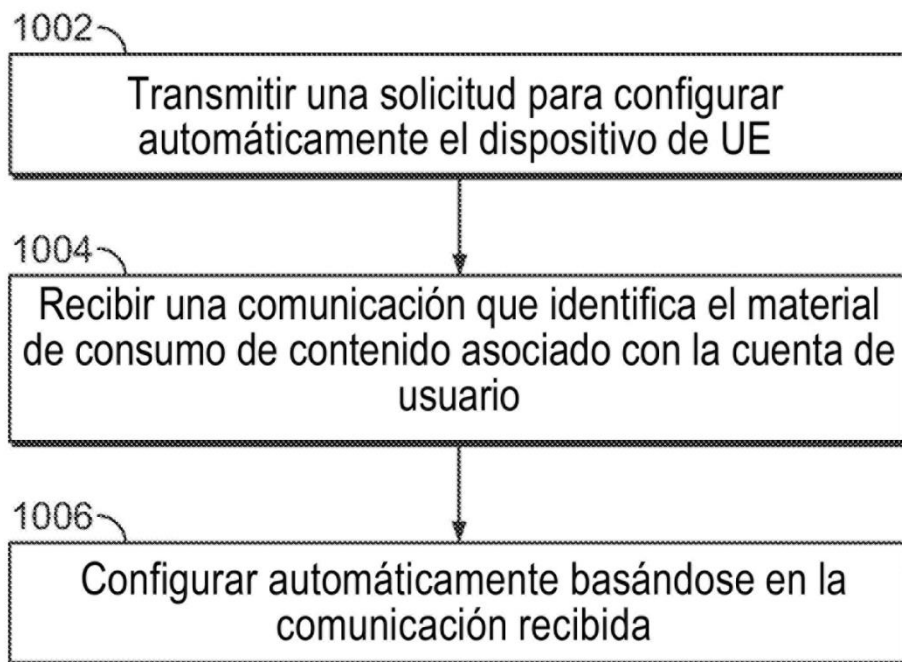 1002
Transmitir una solicitud para configurar
automáticamente el dispositivo de UE
1004
Recibir una comunicación que identifica el material
de consumo de contenido asociado con la cuenta de
usuario
1006
Configurar automáticamente basándose en la
comunicación recibida